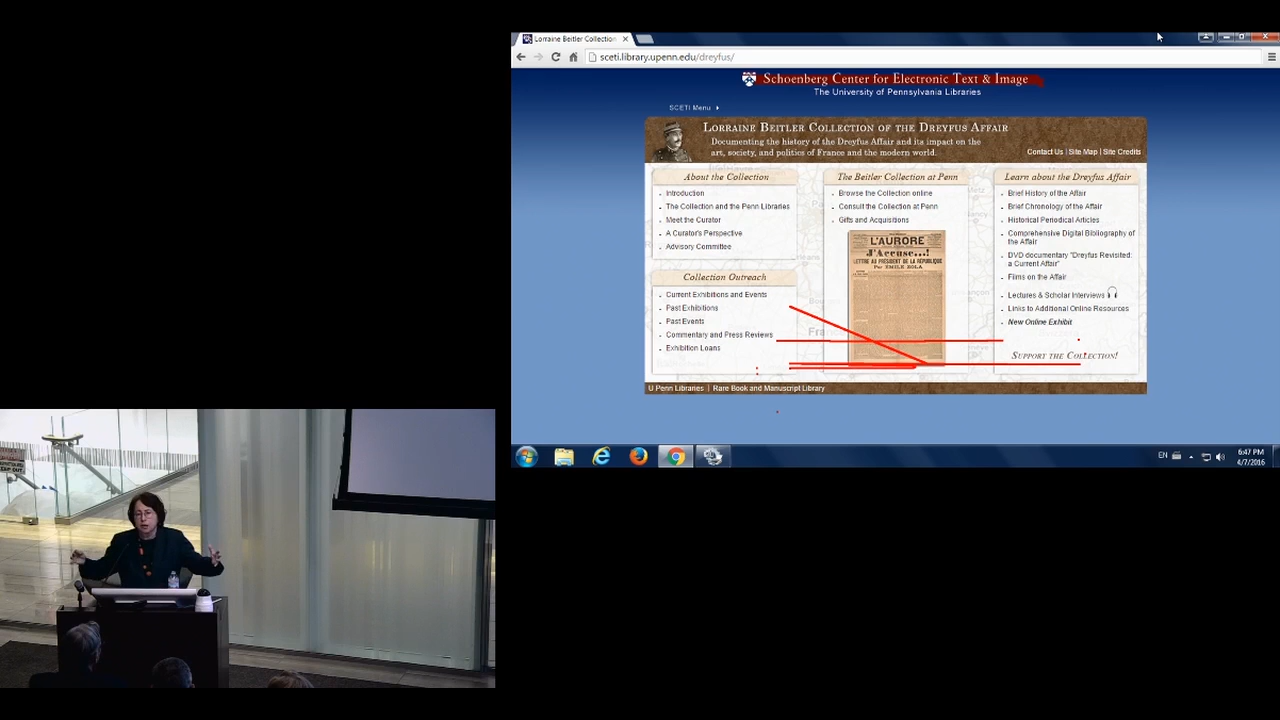 Lorraine Beitler Collection
sceti.library.upenn.edu/dreyfus/
Schoenberg Center for Electronic Text & Image
The University of Pennsylvania Libraries
SCETI Menu
Lorraine Beitler Collection of the Dreyfus Affair
Documenting the history of the Dreyfus Affair and its impact on the
art, society, and politics of France and the modern world.
Contact Us | Site Map | Site Credits
About the Collection
Introduction
The Collection and the Penn Libraries
Meet the Curator
A Curator's Perspective
Advisory Committee
Collection Outreach
Current Exhibitions and Events
Past Exhibitions
Past Events
Commentary and Press Reviews
Exhibition Loans
The Beitler Collection at Penn
Browse the Collection online
Consult the Collection at Penn
Gifts and Acquisitions
L'AURORE
J'Accuse...!
LETTRE AU PRÉSIDENT DE LA RÉPUBLIQUE
Par ÉMILE ZOLA
Learn about the Dreyfus Affair
Brief History of the Affair
Brief Chronology of the Affair
Historical Periodical Articles
Comprehensive Digital Bibliography of
the Affair
DVD documentary "Dreyfus Revisited:
a Current Affair"
Films on the Affair
Lectures & Scholar Interviews
Links to Additional Online Resources
New Online Exhibit
Support the Collection!
U Penn Libraries | Rare Book and Manuscript Library
EN
6:47 PM
4/7/2016